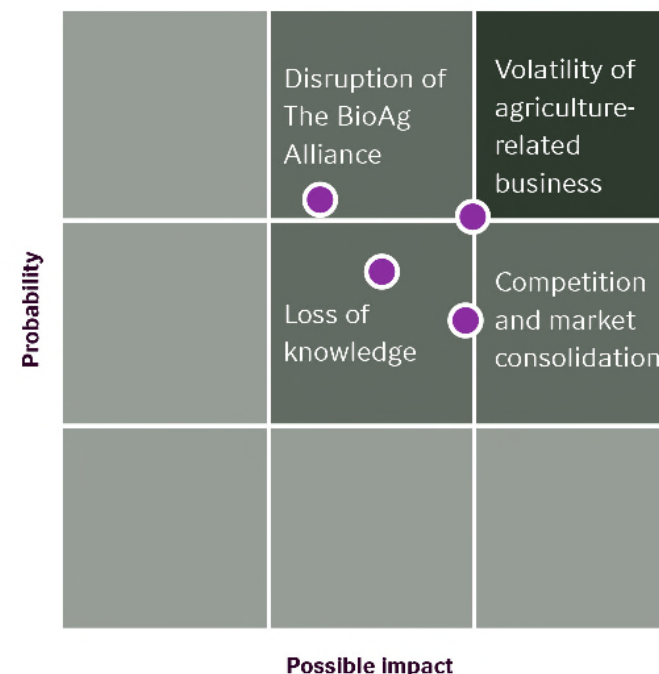 Disruption of
The BioAg
Alliance
Volatility of
agriculture-
related
business
Loss of
knowledge
Competition
and market
consolidation
Probability
Possible impact